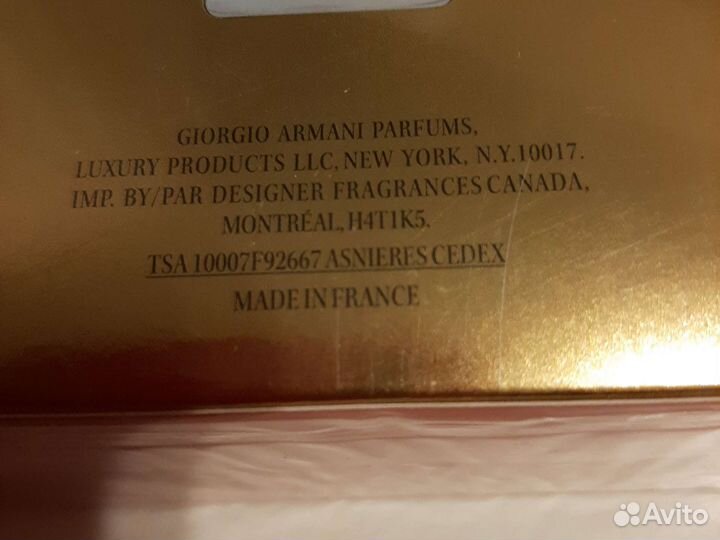 GIORGIO ARMANI PARFUMS,
LUXURY PRODUCTS LLC, NEW YORK, N.Y.10017.
IMP. BY/PAR DESIGNER FRAGRANCES CANADA,
MONTRÉAL, H4T1K5.
TSA 10007F92667 ASNIERES CEDEX
MADE IN FRANCE
Avito